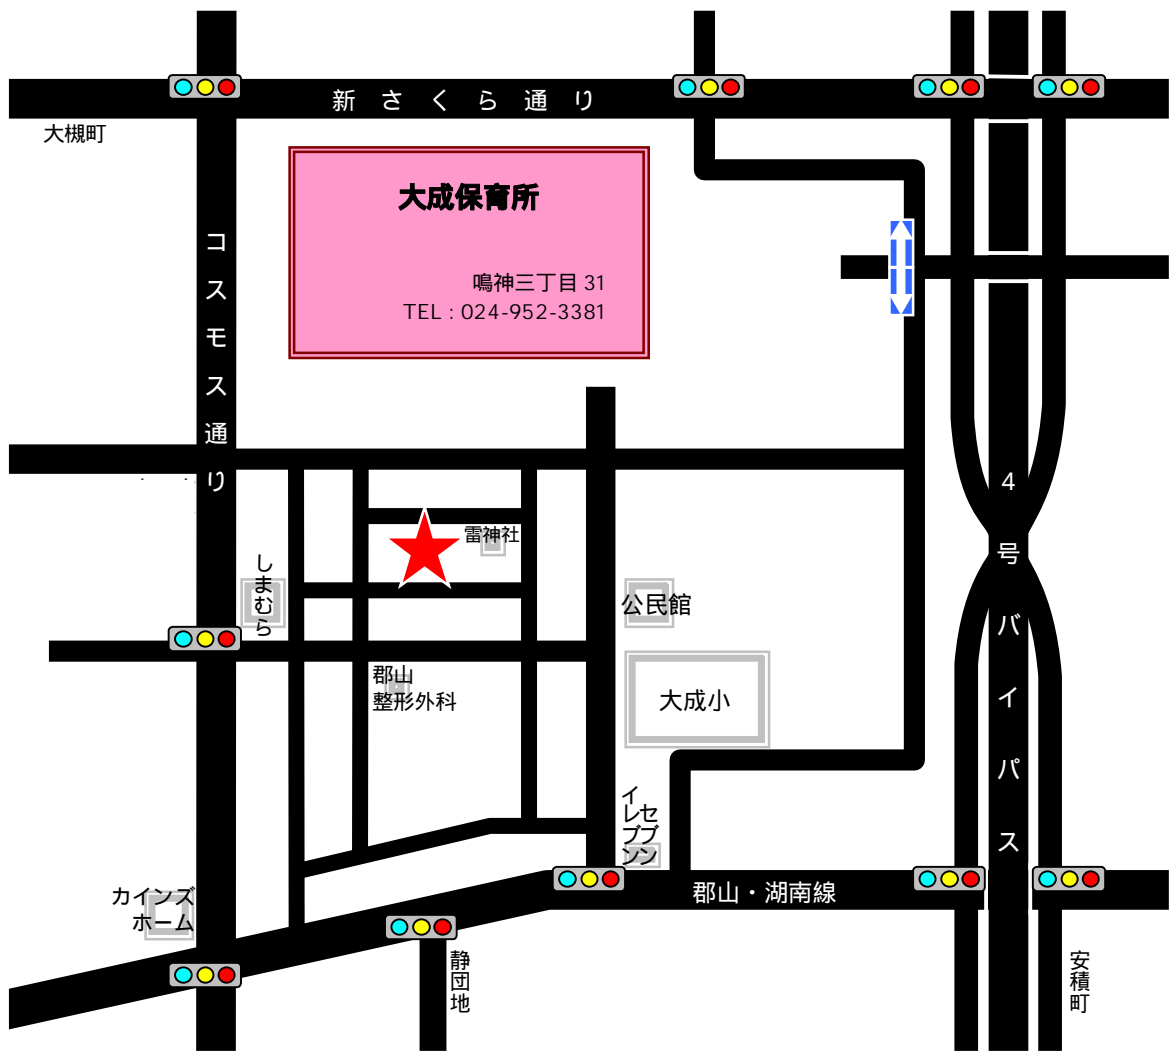 新さくら通り
大槻町
大成保育所
鳴神三丁目 31
TEL : 024-952-3381
コスモス通り
4号バイパス
雷神社
しまむら
公民館
郡山
整形外科
大成小
セブン
イレブン
郡山・湖南線
カインズ
ホーム
静団地
安積町